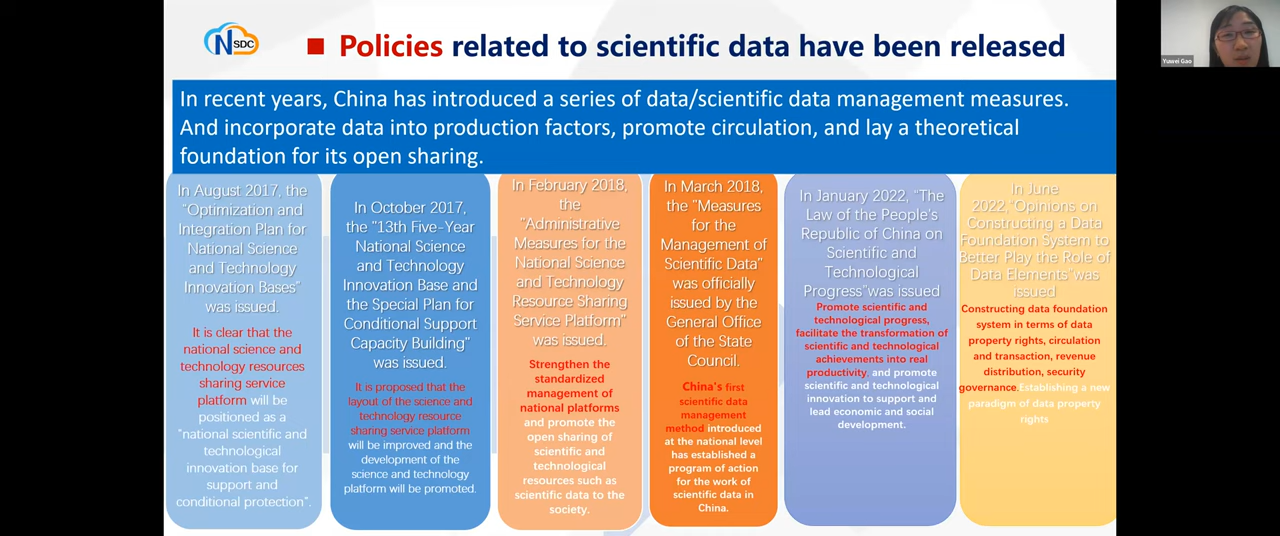 NSDC
■ Policies related to scientific data have been released
Yuwei Gao
In recent years, China has introduced a series of data/scientific data management measures.
And incorporate data into production factors, promote circulation, and lay a theoretical
foundation for its open sharing.
In August 2017, the
"Optimization and
Integration Plan for
National Science
and Technology
Innovation Bases"
was issued.
It is clear that the
national science and
technology resources
sharing service
platform will be
positioned as a
"national scientific and
technological
innovation base for
support and
conditional protection".
In October 2017,
the "13th Five-Year
National Science
and Technology
Innovation Base and
the Special Plan for
Conditional Support
Capacity Building"
was issued.
It is proposed that the
layout of the science and
technology resource
sharing service platform
will be improved and the
development of the
science and technology
platform will be promoted.
In February 2018,
the
"Administrative
Measures for the
National Science
and Technology
Resource Sharing
Service Platform"
was issued.
Strengthen the
standardized
management of
national platforms
and promote the
open sharing of
scientific and
technological
resources such as
scientific data to the
society.
In March 2018,
the "Measures
for the
Management of
Scientific Data"
was officially
issued by the
General Office
of the State
Council.
China's first
scientific data
management
method introduced
at the national level
has established a
program of action
for the work of
scientific data in
China.
In January 2022, "The
Law of the People's
Republic of China on
Scientific and
Technological
Progress"was issued
Promote scientific and
technological progress,
facilitate the transformation of
scientific and technological
achievements into real
productivity, and promote
scientific and technological
innovation to support and
lead economic and social
development.
In June
2022,"Opinions on
Constructing a Data
Foundation System to
Better Play the Role of
Data Elements"was
issued
Constructing data foundation
system in terms of data
property rights, circulation
and transaction, revenue
distribution, security
governance.Establishing a new
paradigm of data property
rights